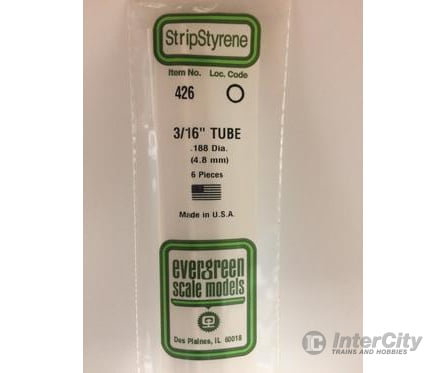 StripStyrene
Item No. Loc. Code
426
3/16" TUBE
.188 Dia.
(4.8 mm)
6 Pieces
Made in U.S.A.
evergreen
scale models
Des Plaines, IL 60018
IC InterCity
TRAINS AND HOBBIES